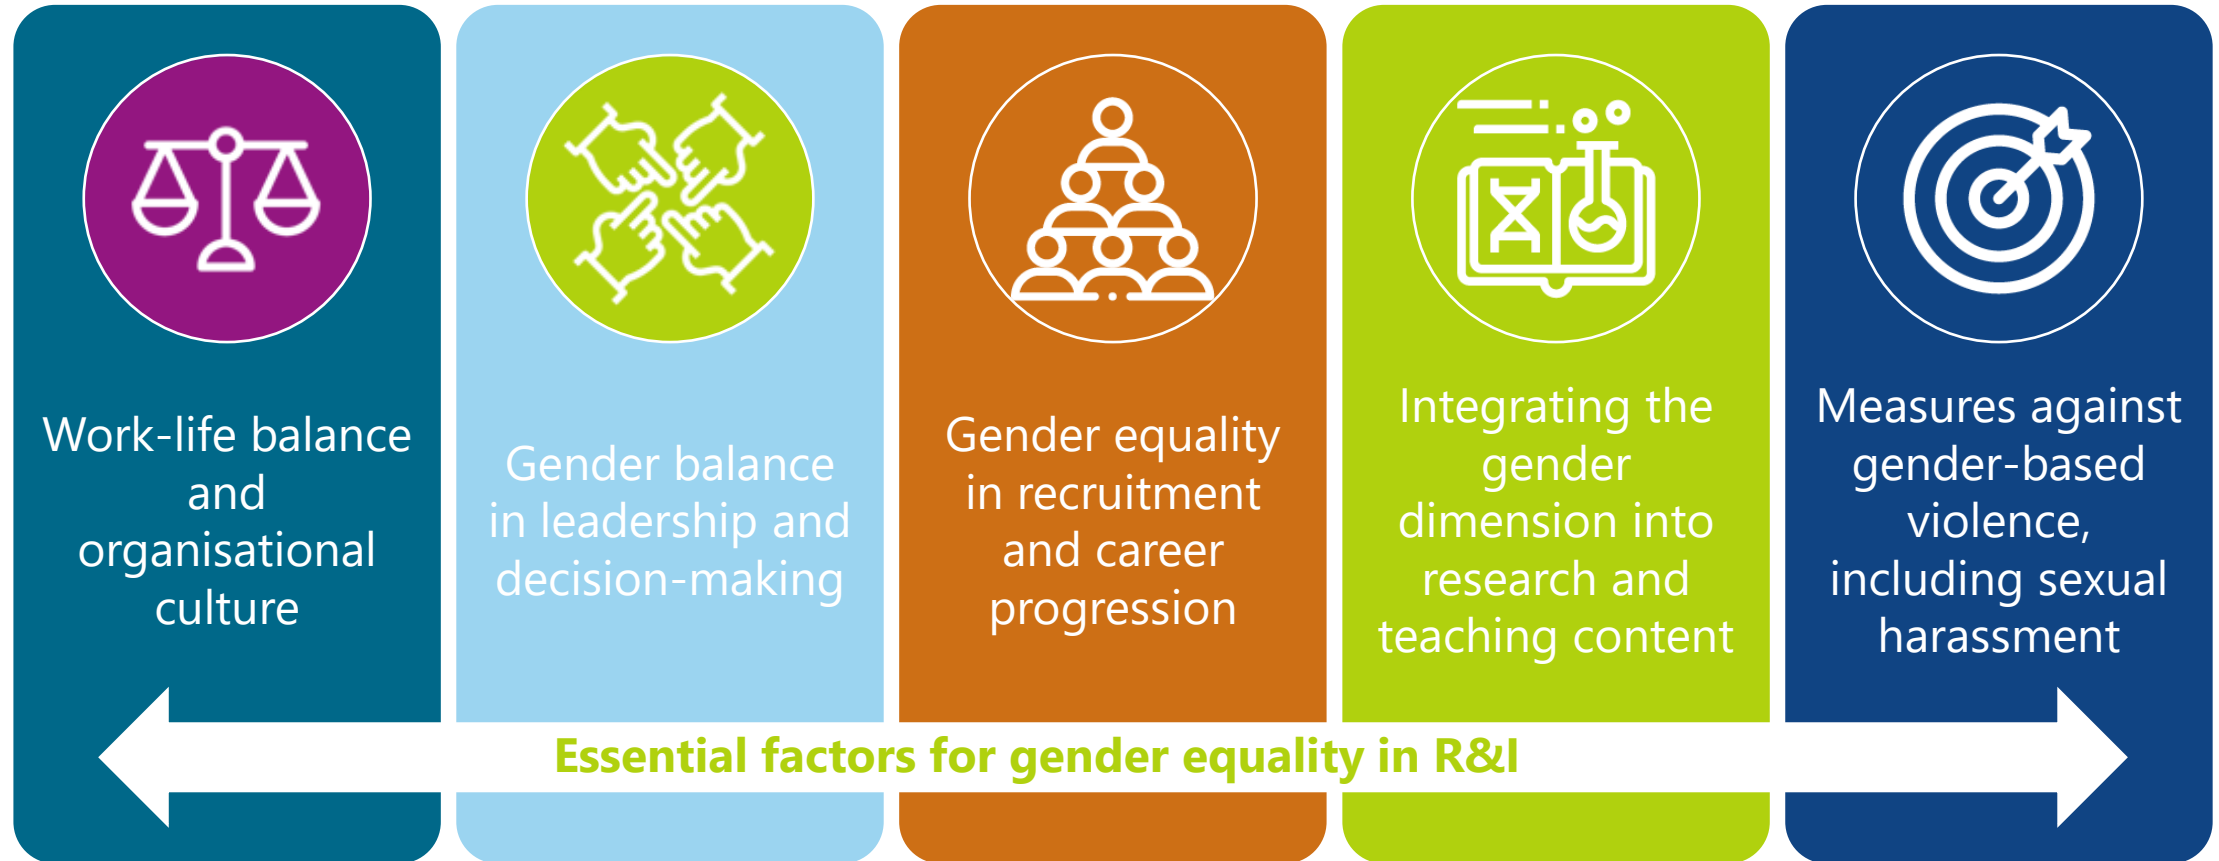 Work-life balance
and
organisational
culture
Gender balance
in leadership and
decision-making
Gender equality
in recruitment
and career
progression
Integrating the
gender
dimension into
research and
teaching content
Measures against
gender-based
violence,
including sexual
harassment
Essential factors for gender equality in R&I